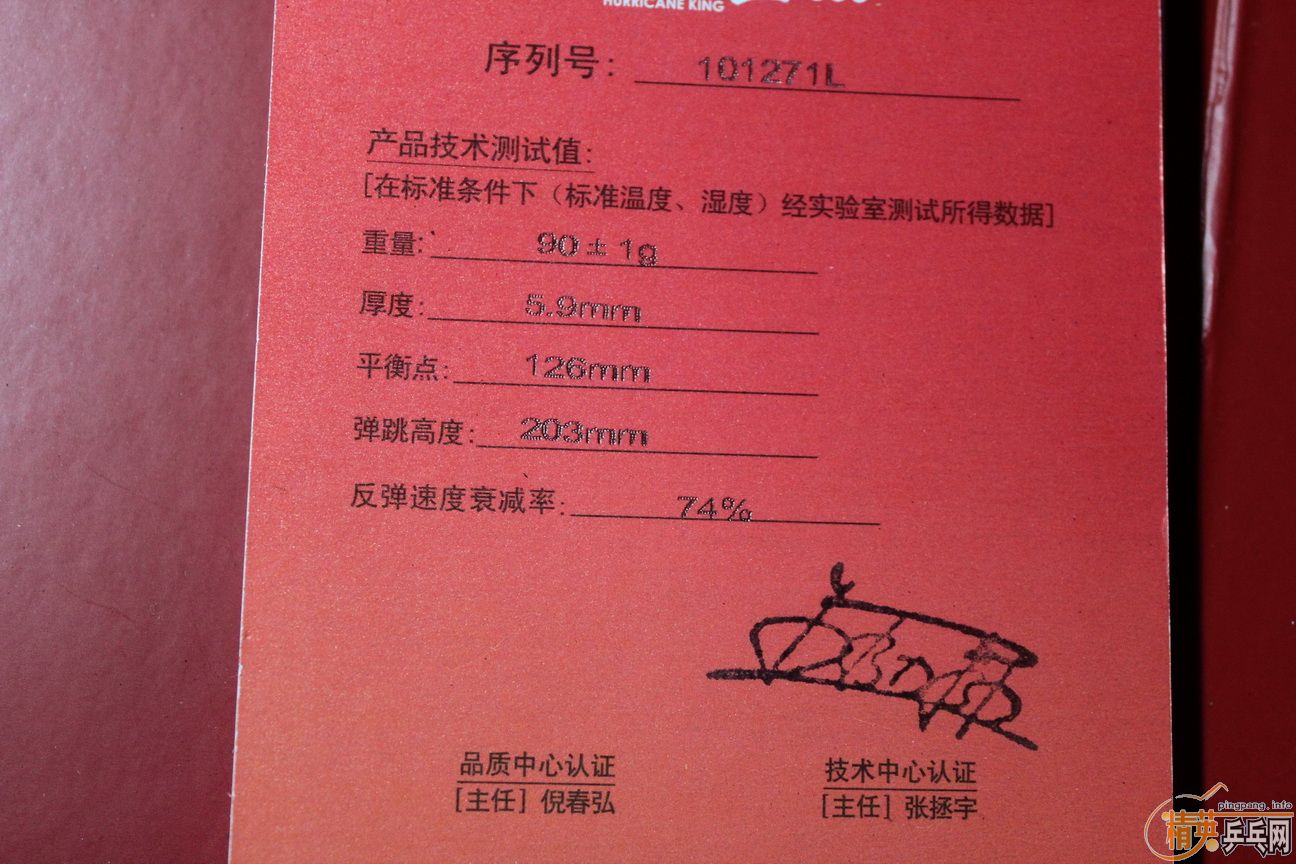 HURRICANE KING
序列号: 101271L
产品技术测试值:
[在标准条件下（标准温度、湿度）经实验室测试所得数据]
重量: 90±1g
厚度: 5.9mm
平衡点: 126mm
弹跳高度: 203mm
反弹速度衰减率: 74%
品质中心认证 技术中心认证
[主任] 倪春弘 [主任] 张拯宇
pingpang.info
精英乒乓网